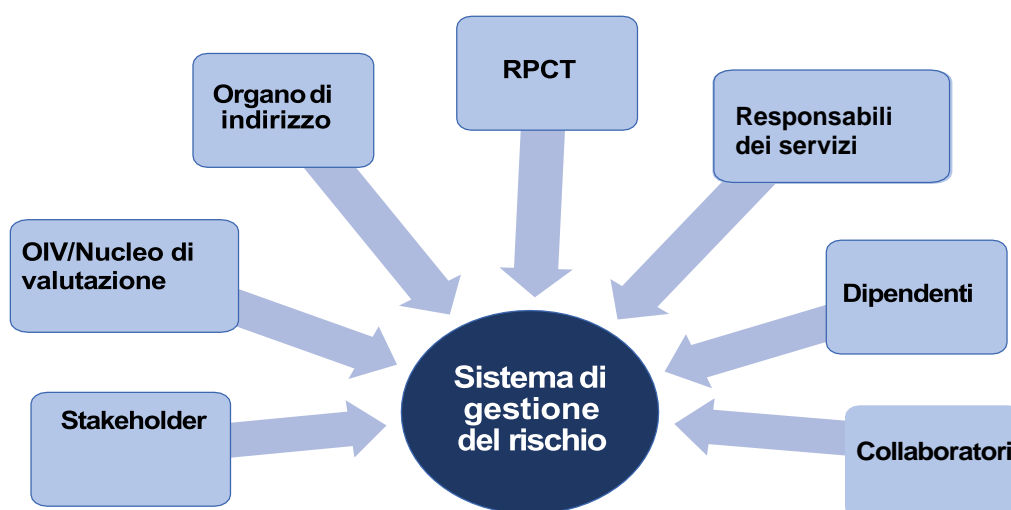 RPCT
Organo di
indirizzo
Responsabili
dei servizi
OIV/Nucleo di
valutazione
Dipendenti
Sistema di
gestione
del rischio
Stakeholder
Collaboratori